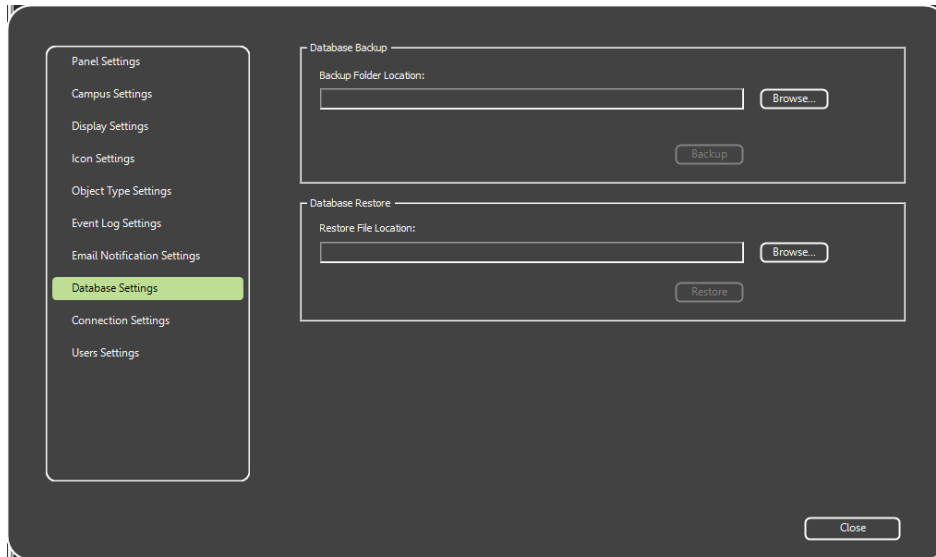 Panel Settings
Campus Settings
Display Settings
Icon Settings
Object Type Settings
Event Log Settings
Email Notification Settings
Database Settings
Connection Settings
Users Settings
Database Backup
Backup Folder Location:
Browse...
Backup
Database Restore
Restore File Location:
Browse...
Restore
Close